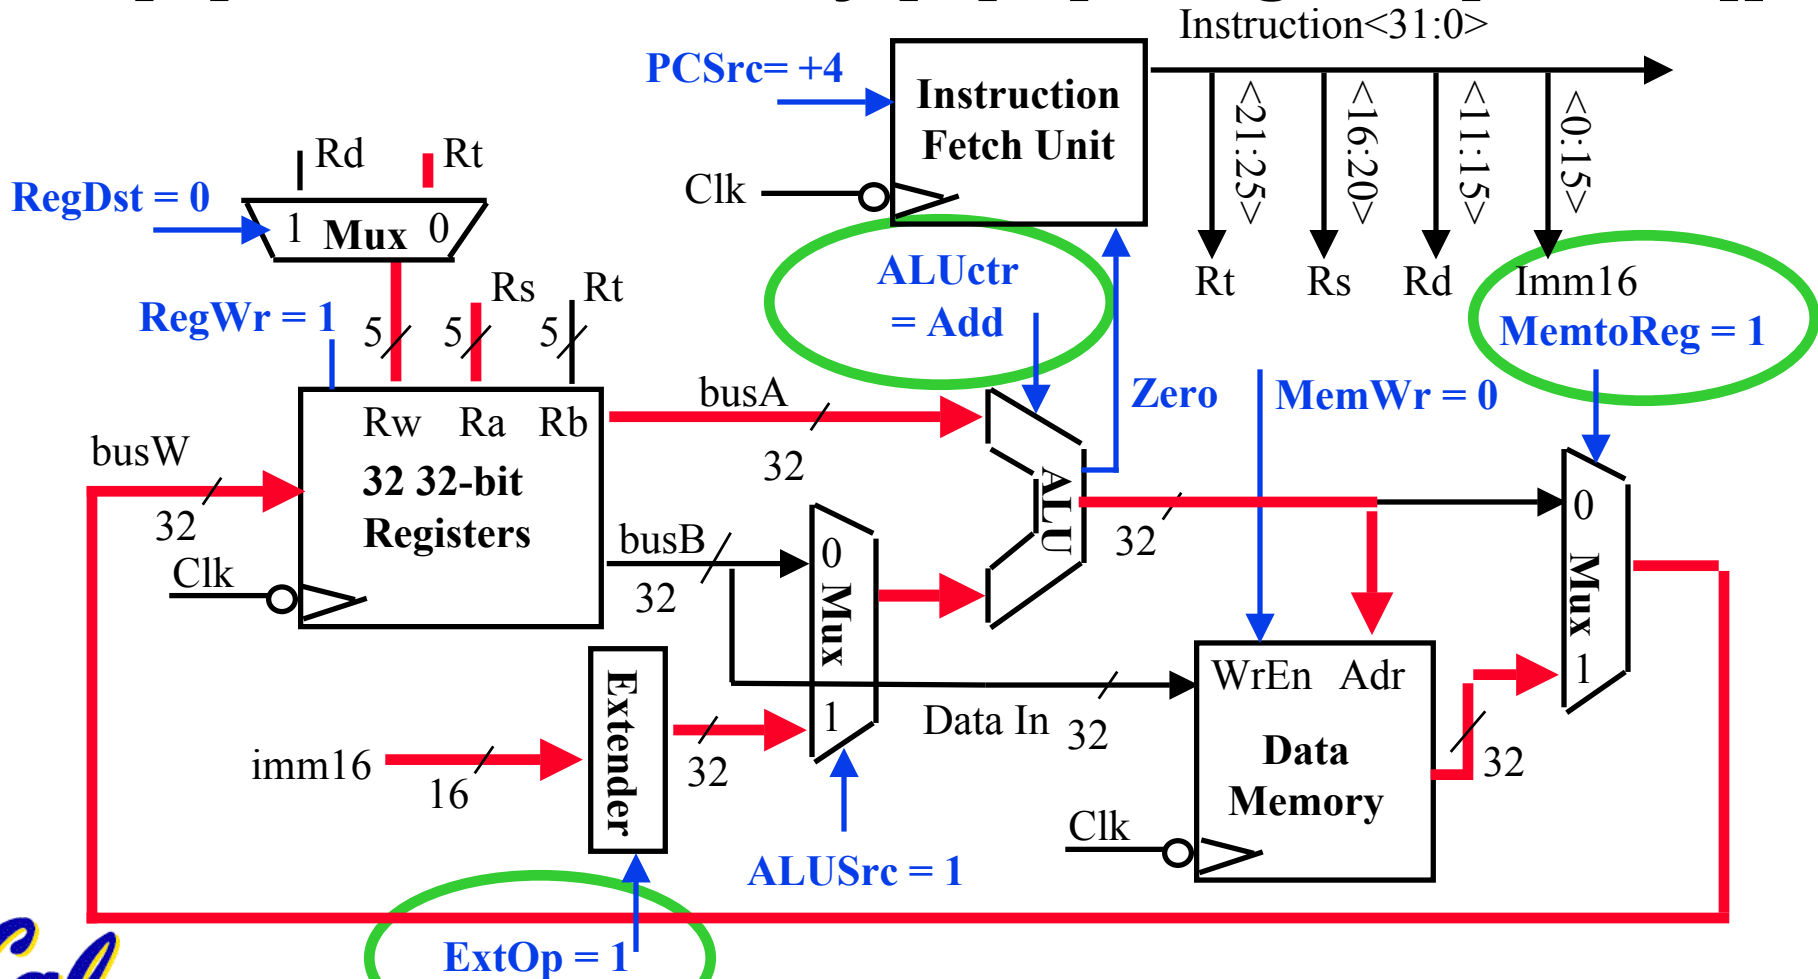 Instruction<31:0>
PCSrc= +4
Instruction
Fetch Unit
<21:25>
<16:20>
<11:15>
<0:15>
Rd
Rt
Clk
RegDst = 0
1
Mux
0
ALUctr
= Add
Rt
Rs
Rd
Imm16
Rs
Rt
RegWr = 1
5
5
5
MemtoReg = 1
busA
Zero
MemWr = 0
Rw
Ra
Rb
busW
32
32 32-bit
Registers
32
ALU
0
busB
0
32
32
Clk
32
Mux
Mux
WrEn
Adr
1
Extender
1
Data In
32
Data
Memory
32
imm16
16
32
Clk
ALUSrc = 1
ExtOp = 1
Cal